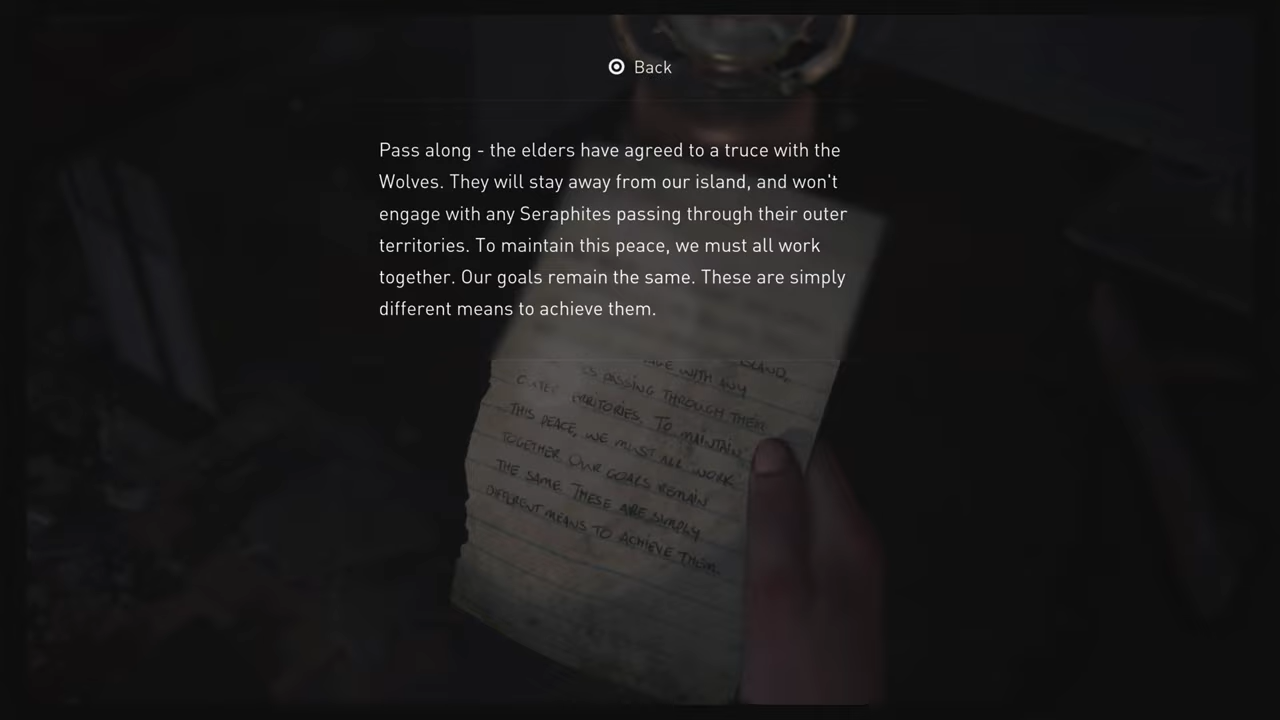 Back
Pass along - the elders have agreed to a truce with the
Wolves. They will stay away from our island, and won't
engage with any Seraphites passing through their outer
territories. To maintain this peace, we must all work
together. Our goals remain the same. These are simply
different means to achieve them.
WITH ANY ISLAND,
PASSING THROUGH THEIR
OUTER TERRITORIES. TO MAINTAIN
THIS PEACE, WE MUST ALL WORK
TOGETHER. OUR GOALS REMAIN
THE SAME. THESE ARE SIMPLY
DIFFERENT MEANS TO ACHIEVE THEM.